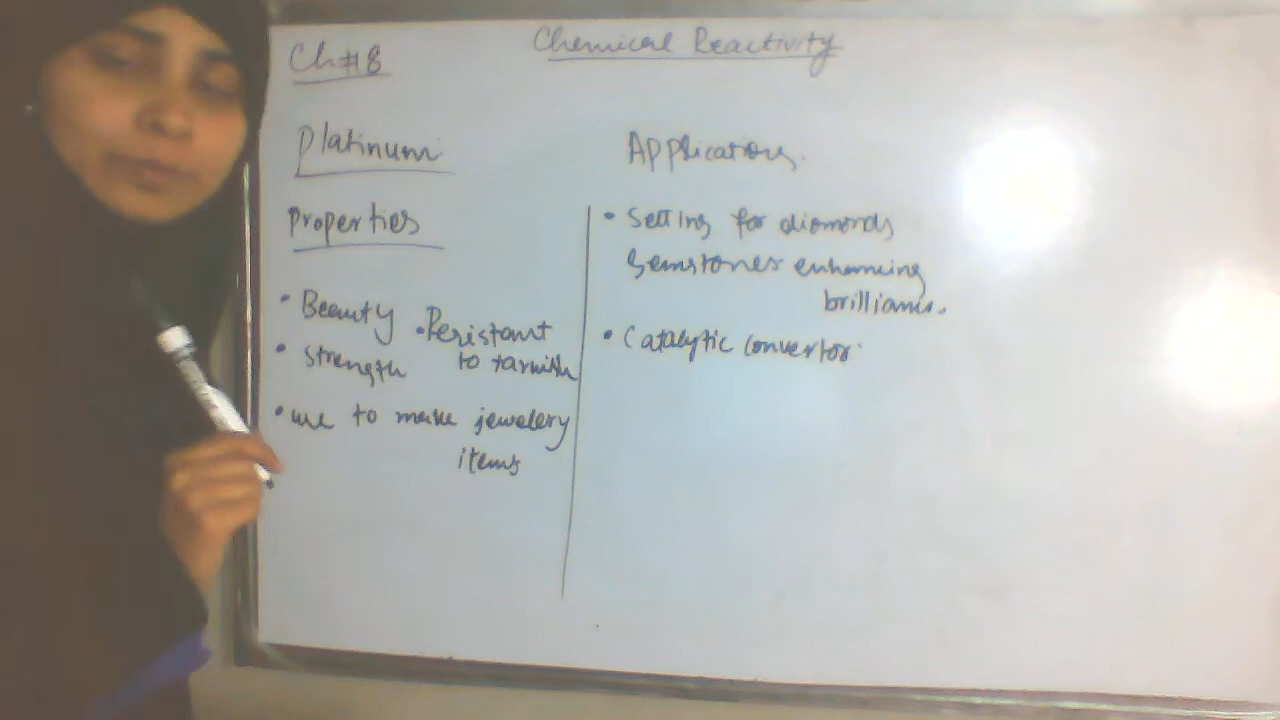 Ch#8
Chemical Reactivity
Platinum
Applications.
Properties
• Setting for diamonds
Gemstones enhancing
brilliance.
• Beauty
• Resistant
to tarnish
• Strength
• Catalytic convertor
• use to make jewelery
items